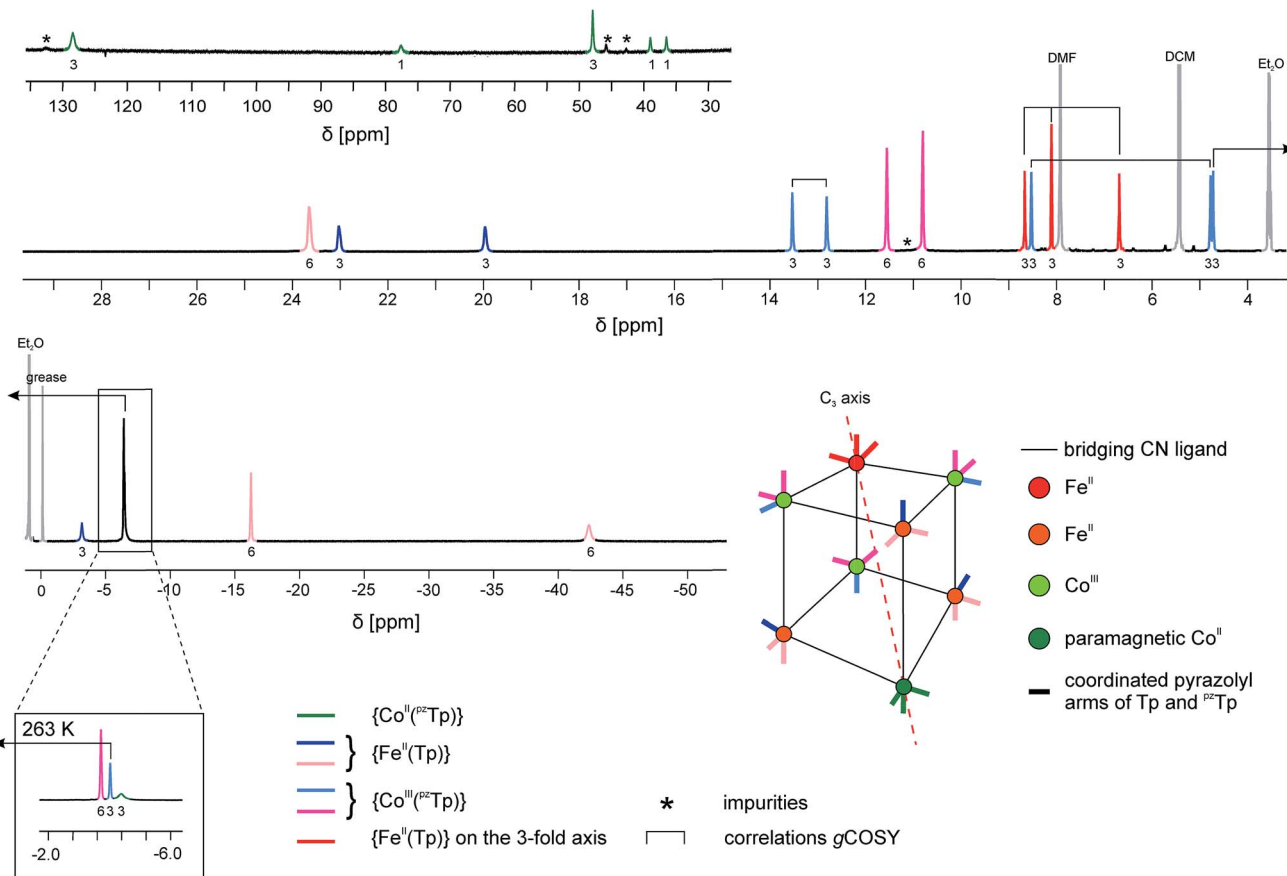 * * *
3 1 3 1 1
130 120 110 100 90 80 70 60 50 40 30
δ [ppm]
DMF DCM Et₂O
*
6 3 3 3 3 6 6 33 3 3 33
28 26 24 22 20 18 16 14 12 10 8 6 4
δ [ppm]
Et₂O
grease
3 6 6
0 -5 -10 -15 -20 -25 -30 -35 -40 -45 -50
δ [ppm]
263 K
6 3 3
-2.0 -6.0
{Coᴵᴵ(ᵖᶻTp)}
} {Feᴵᴵ(Tp)}
} {Coᴵᴵᴵ(ᵖᶻTp)}
{Feᴵᴵ(Tp)} on the 3-fold axis
* impurities
correlations gCOSY
C₃ axis
bridging CN ligand
Feᴵᴵ
Feᴵᴵ
Coᴵᴵᴵ
paramagnetic Coᴵᴵ
coordinated pyrazolyl
arms of Tp and ᵖᶻTp